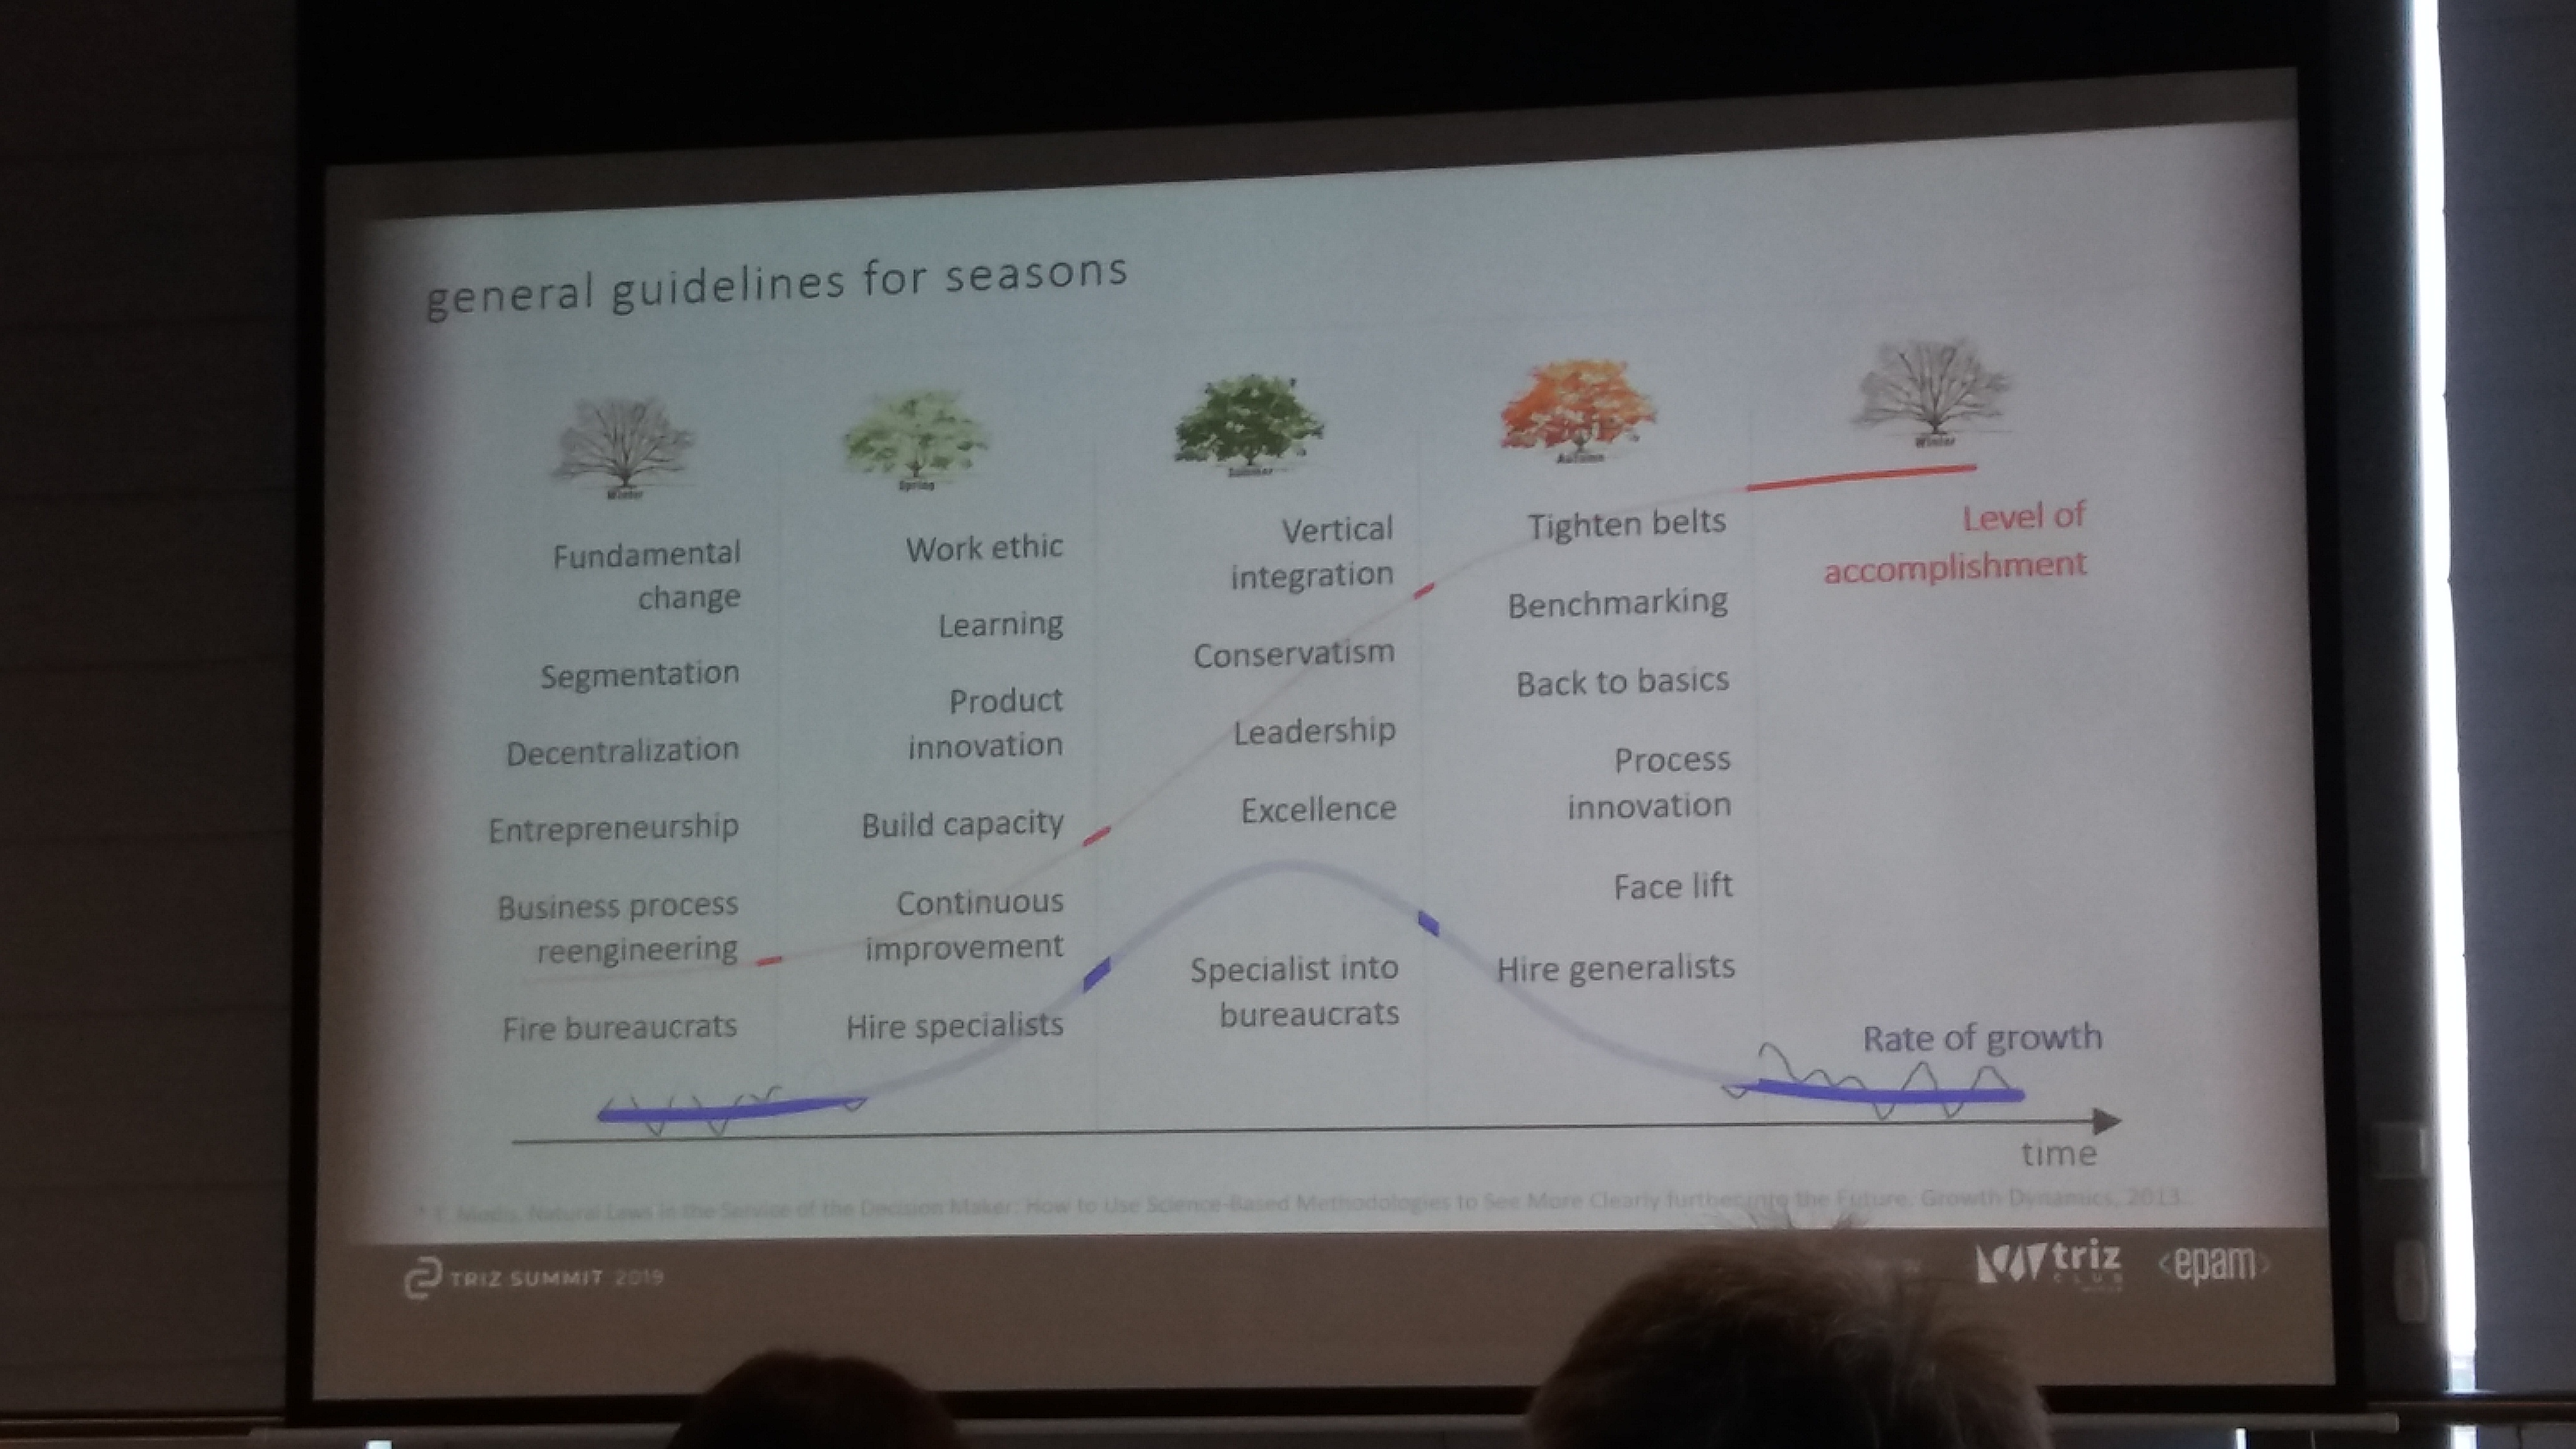 general guidelines for seasons
Winter
Spring
Summer
Autumn
Winter
Fundamental
change
Segmentation
Decentralization
Entrepreneurship
Business process
reengineering
Fire bureaucrats
Work ethic
Learning
Product
innovation
Build capacity
Continuous
improvement
Hire specialists
Vertical
integration
Conservatism
Leadership
Excellence
Specialist into
bureaucrats
Tighten belts
Benchmarking
Back to basics
Process
innovation
Face lift
Hire generalists
Level of
accomplishment
Rate of growth
time
* T. Modis. Natural Laws in the Service of the Decision Maker: How to Use Science-Based Methodologies to See More Clearly further into the Future. Growth Dynamics, 2013.
TRIZ SUMMIT 2019
triz
CLUB
<epam>